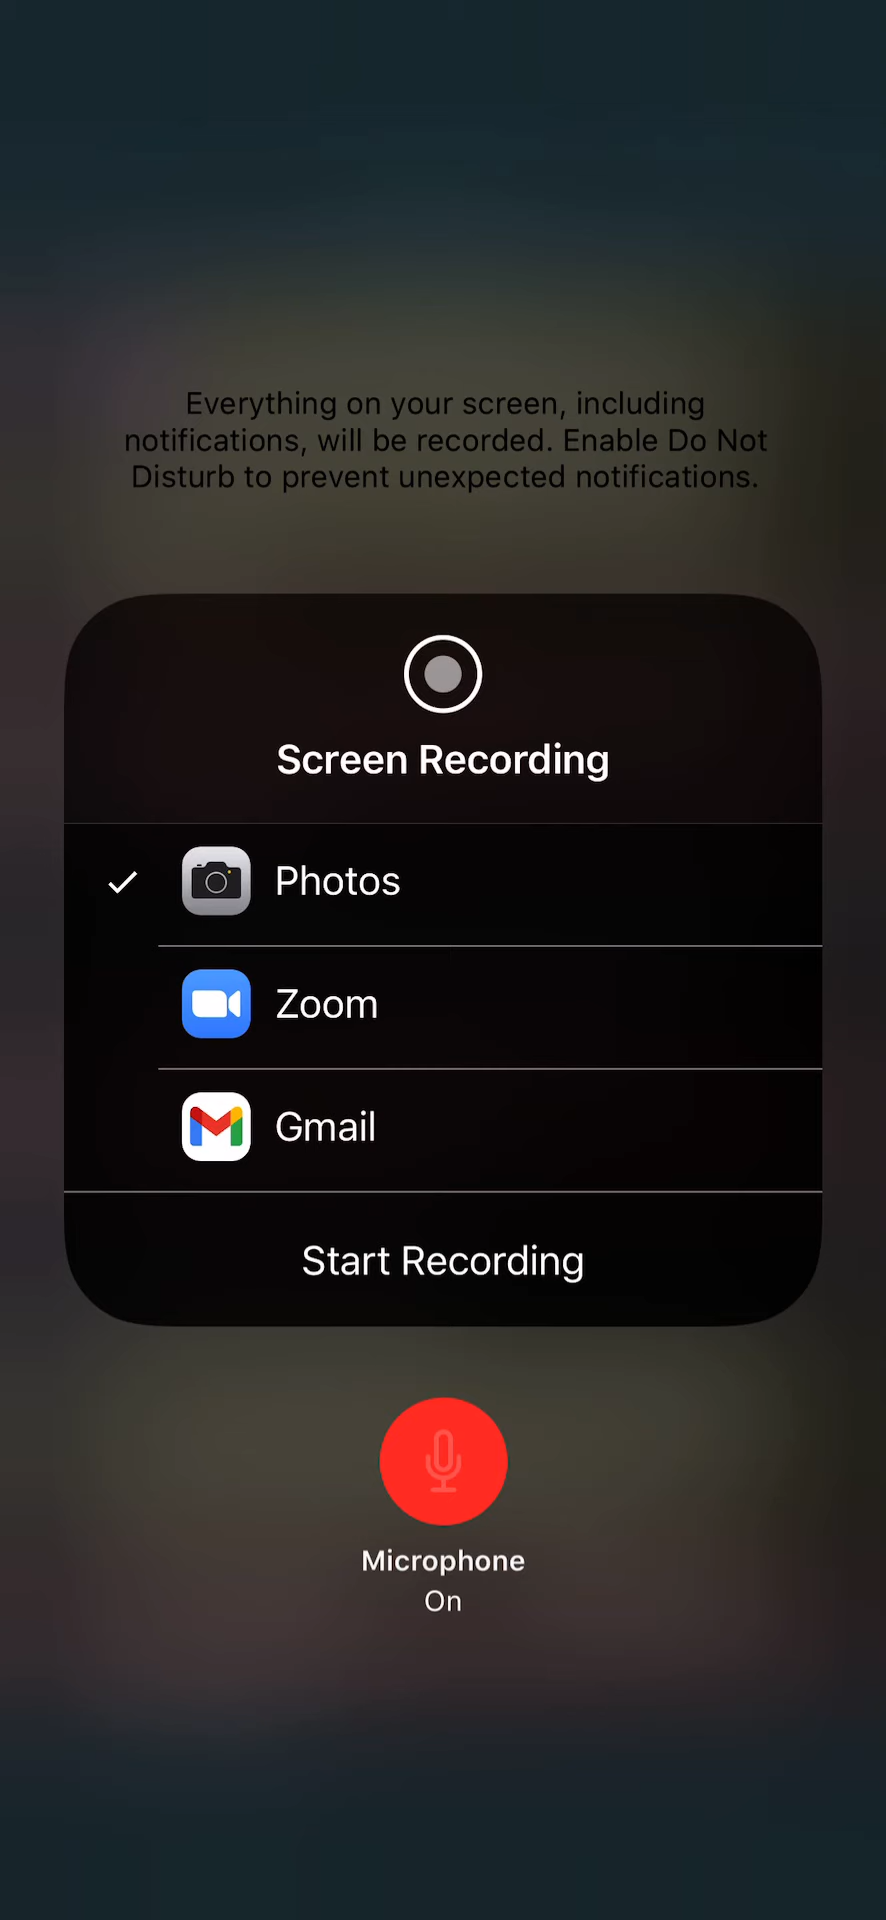 Everything on your screen, including
notifications, will be recorded. Enable Do Not
Disturb to prevent unexpected notifications.
Screen Recording
Photos
Zoom
Gmail
Start Recording
Microphone
On